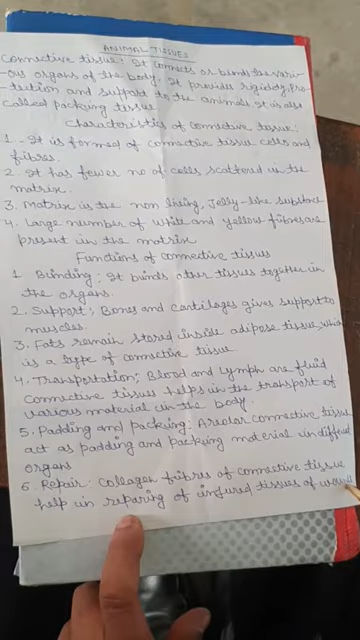 ANIMAL TISSUES
Connective tissue: It connects or binds the vari-
-ous organs of the body. It provides rigidity, Pro-
-tection and support to the animals. It is also
called packing tissue
Characteristics of connective tissue:
1. It is formed of connective tissue cells and
fibres.
2. It has fewer no of cells scattered in the
matrix.
3. Matrix is the non living, Jelly-like substance
4. Large number of white and yellow fibres are
present in the matrix
Functions of connective tissues
1 Binding: It binds other tissues together in
the organs.
2. Support; Bones and cartilages gives support to
muscles.
3. Fats remain stored inside adipose tissue, which
is a type of connective tissue
4. Transportation; Blood and Lymph are fluid
connective tissues helps in the transport of
various material in the body.
5. Padding and packing: Areolar connective tissue
act as padding and packing material in different
organs
6 Repair: Collagen fibres of connective tissue
help in reparing of injured tissues of